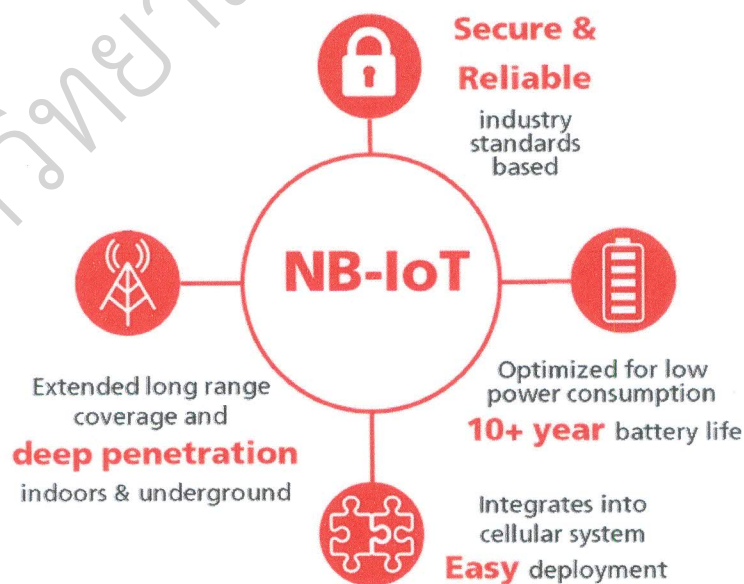 Secure &
Reliable
industry
standards
based
NB-IoT
Extended long range
coverage and
deep penetration
indoors & underground
Optimized for low
power consumption
10+ year battery life
Integrates into
cellular system
Easy deployment